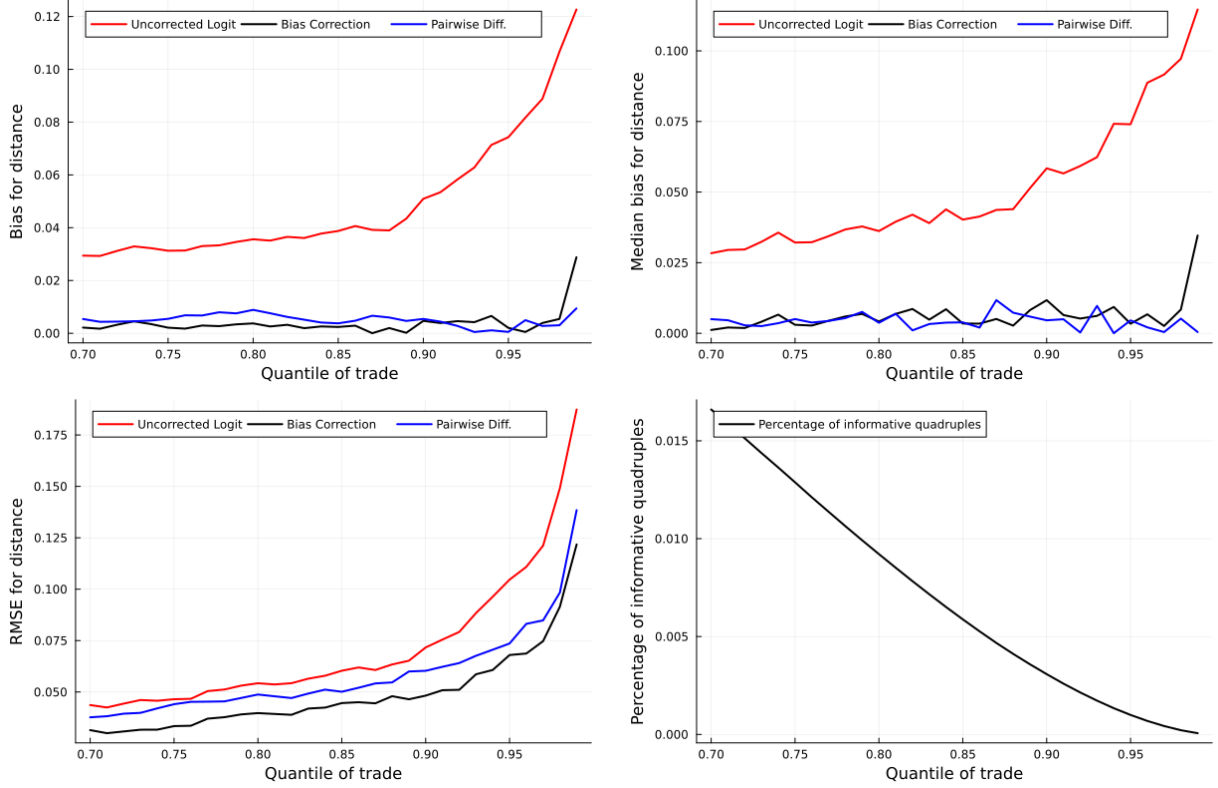 Uncorrected Logit Bias Correction Pairwise Diff.
Bias for distance
0.12
0.10
0.08
0.06
0.04
0.02
0.00
0.70 0.75 0.80 0.85 0.90 0.95
Quantile of trade
Uncorrected Logit Bias Correction Pairwise Diff.
Median bias for distance
0.100
0.075
0.050
0.025
0.000
0.70 0.75 0.80 0.85 0.90 0.95
Quantile of trade
Uncorrected Logit Bias Correction Pairwise Diff.
RMSE for distance
0.175
0.150
0.125
0.100
0.075
0.050
0.70 0.75 0.80 0.85 0.90 0.95
Quantile of trade
Percentage of informative quadruples
Percentage of informative quadruples
0.015
0.010
0.005
0.000
0.70 0.75 0.80 0.85 0.90 0.95
Quantile of trade